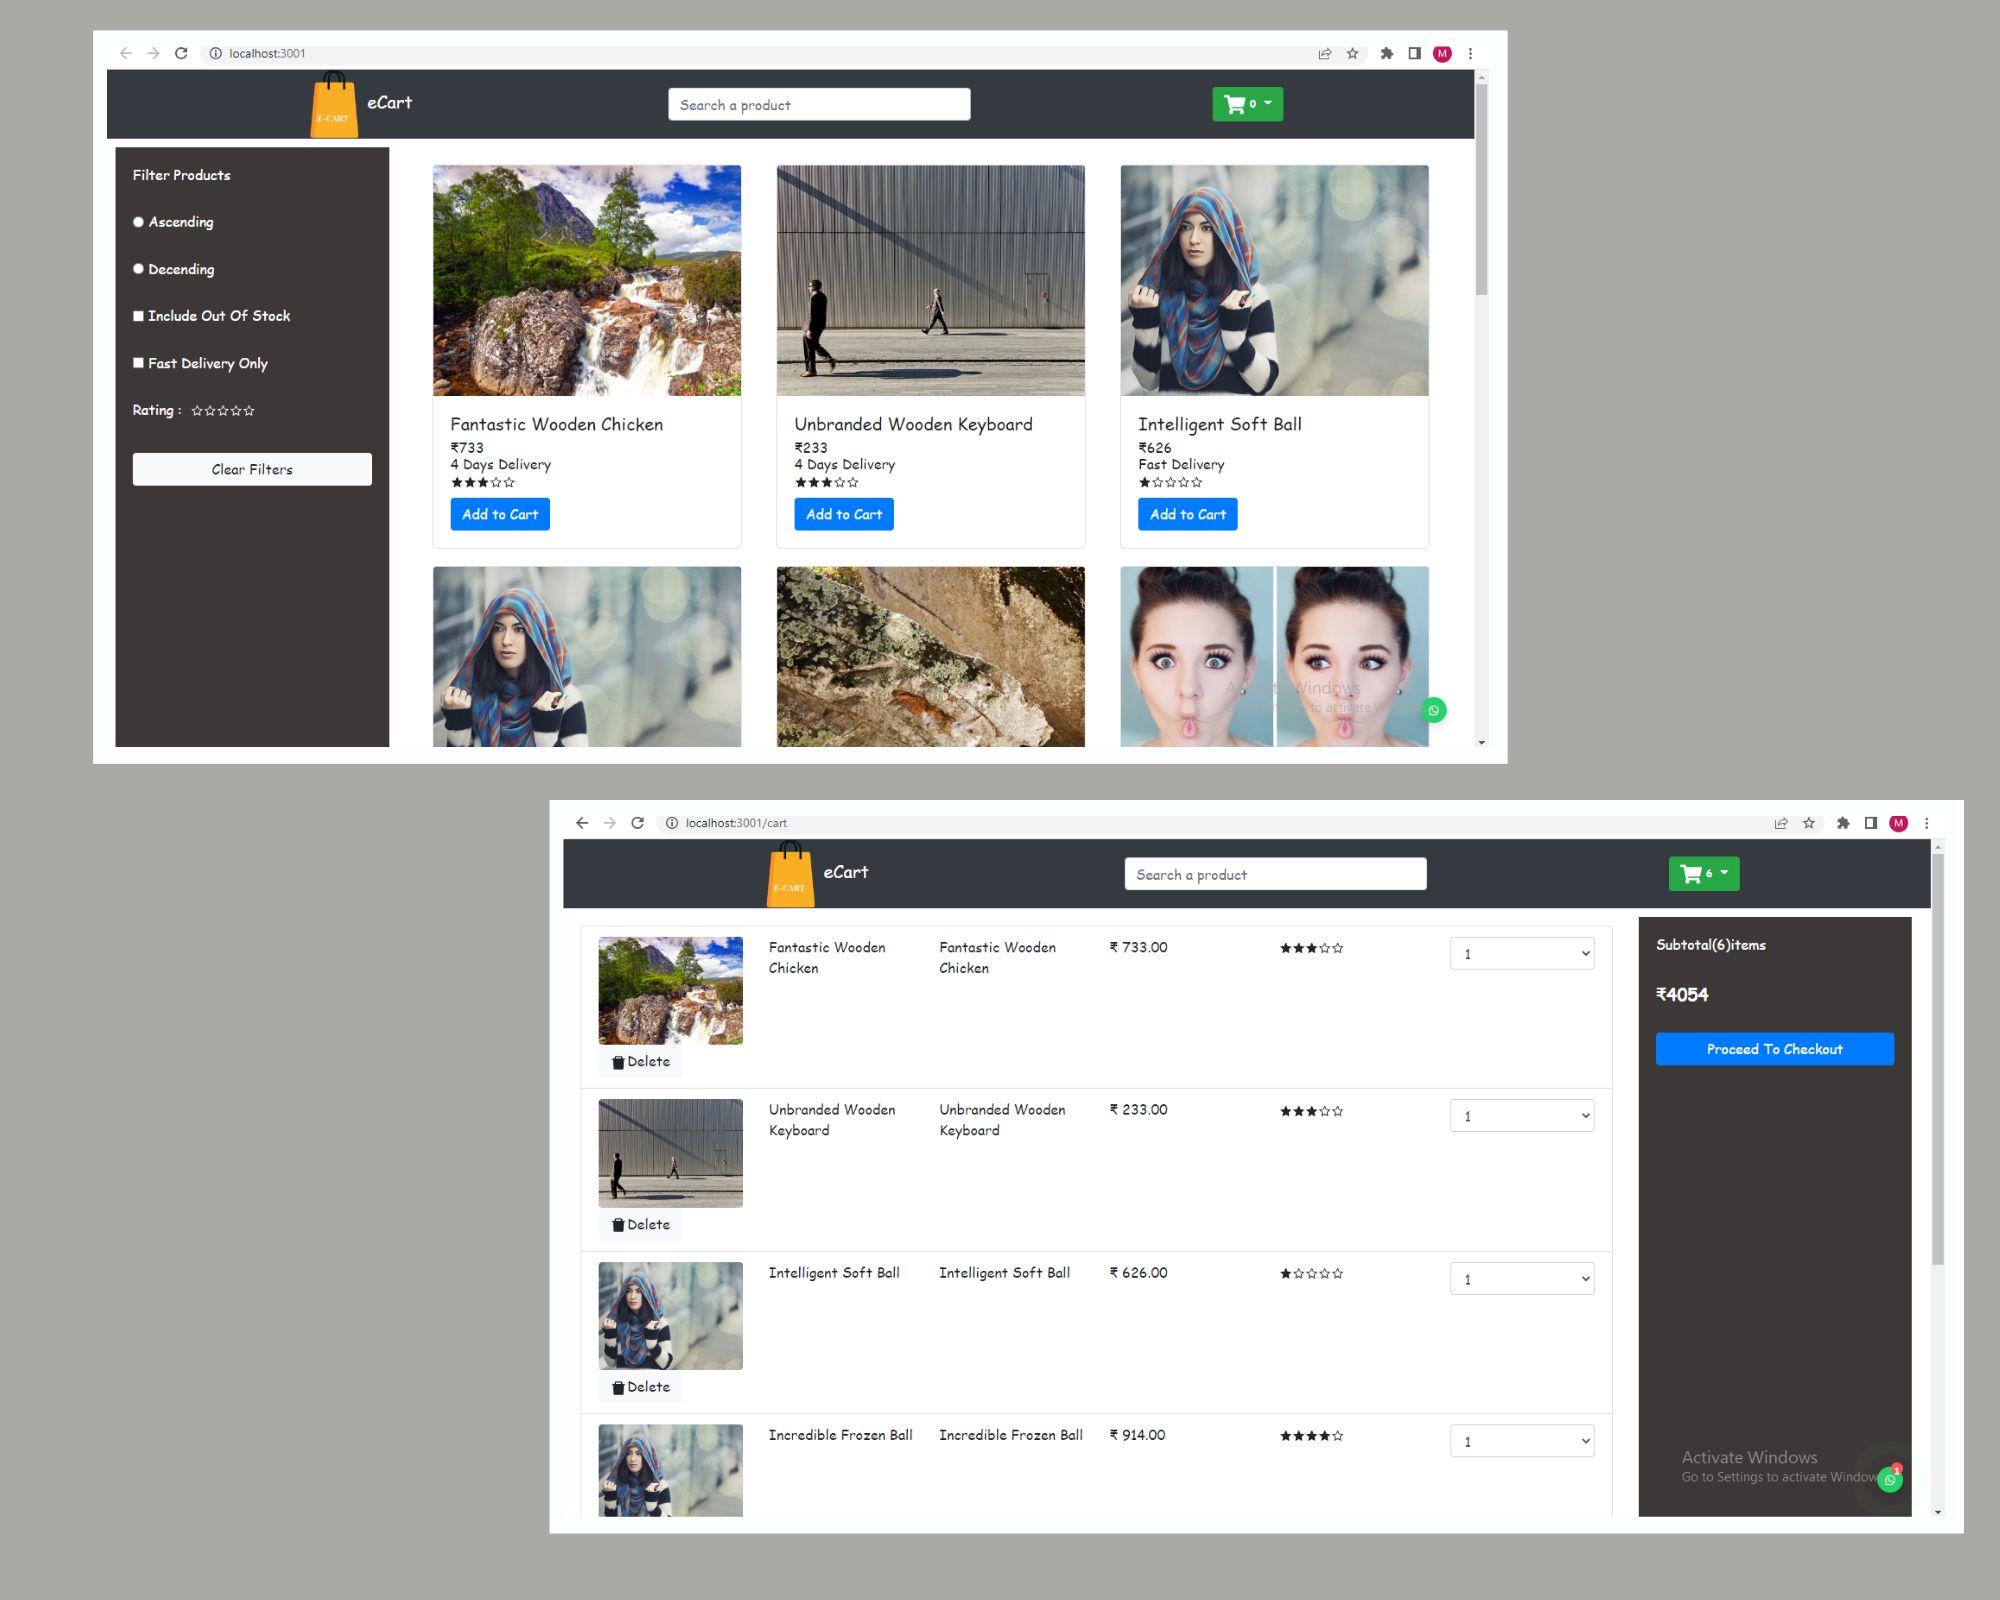 localhost:3001
M
E-CART
eCart
Search a product
0
Filter Products
Ascending
Decending
Include Out Of Stock
Fast Delivery Only
Rating :
Clear Filters
Fantastic Wooden Chicken
₹733
4 Days Delivery
Add to Cart
Unbranded Wooden Keyboard
₹233
4 Days Delivery
Add to Cart
Intelligent Soft Ball
₹626
Fast Delivery
Add to Cart
Windows
to activate
localhost:3001/cart
M
E-CART
eCart
Search a product
6
Fantastic Wooden
Chicken
Fantastic Wooden
Chicken
₹ 733.00
1
Delete
Unbranded Wooden
Keyboard
Unbranded Wooden
Keyboard
₹ 233.00
1
Delete
Intelligent Soft Ball
Intelligent Soft Ball
₹ 626.00
1
Delete
Incredible Frozen Ball
Incredible Frozen Ball
₹ 914.00
1
Subtotal(6)items
₹4054
Proceed To Checkout
Activate Windows
Go to Settings to activate Window
1